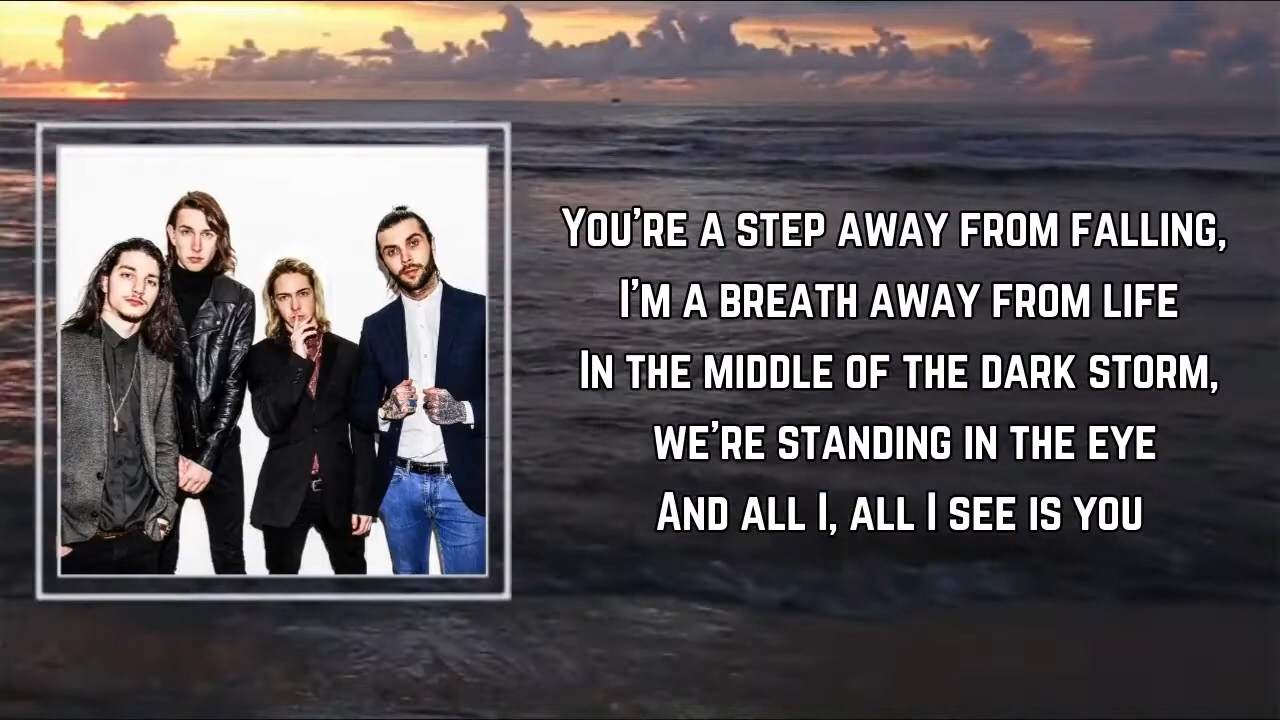 You're a step away from falling,
I'm a breath away from life
In the middle of the dark storm,
we're standing in the eye
And all I, all I see is you